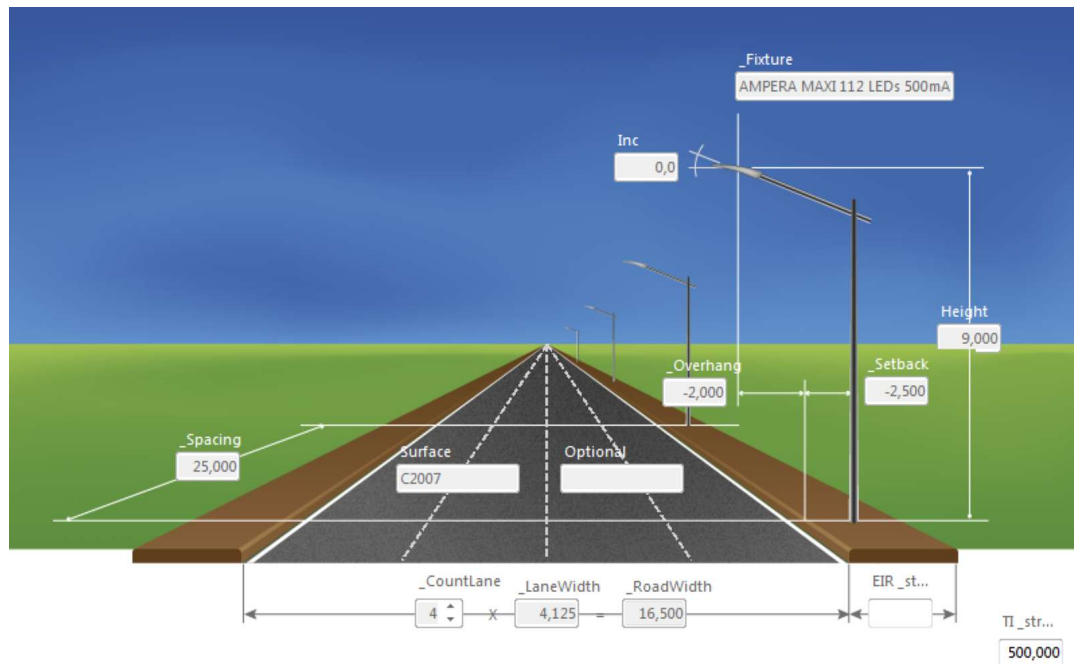 _Fixture
AMPERA MAXI 112 LEDs 500mA
Inc
0,0
Height
9,000
_Overhang
-2,000
_Setback
-2,500
_Spacing
25,000
Surface
C2007
Optional
_CountLane
4
x
_LaneWidth
4,125
=
_RoadWidth
16,500
EIR _st...
TI _str...
500,000